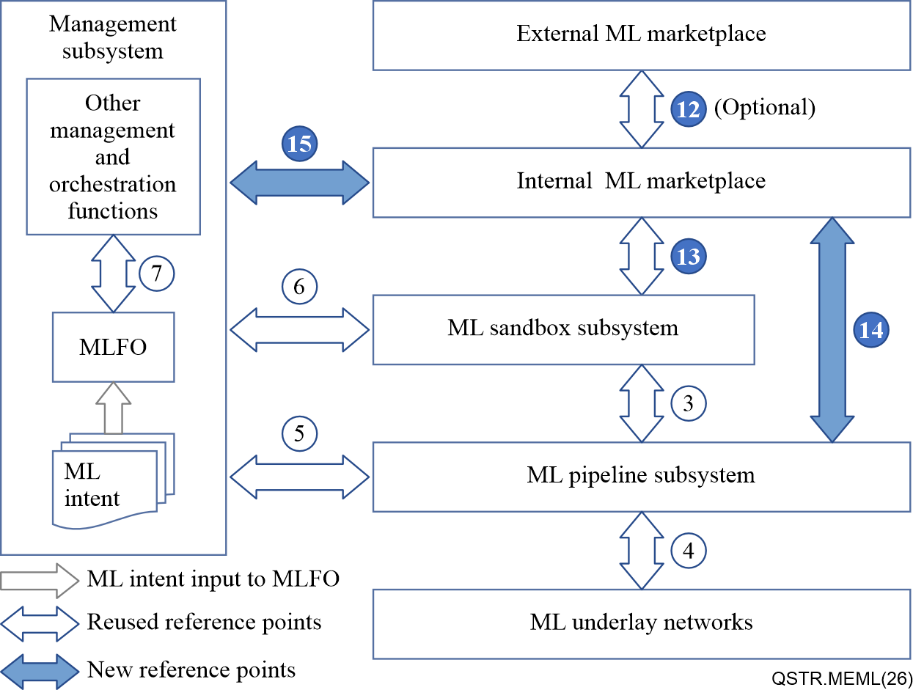 Management
subsystem
Other
management
and
orchestration
functions
7
MLFO
ML
intent
External ML marketplace
12 (Optional)
15
Internal ML marketplace
13
6
ML sandbox subsystem
14
3
5
ML pipeline subsystem
4
ML underlay networks
ML intent input to MLFO
Reused reference points
New reference points
QSTR.MEML(26)